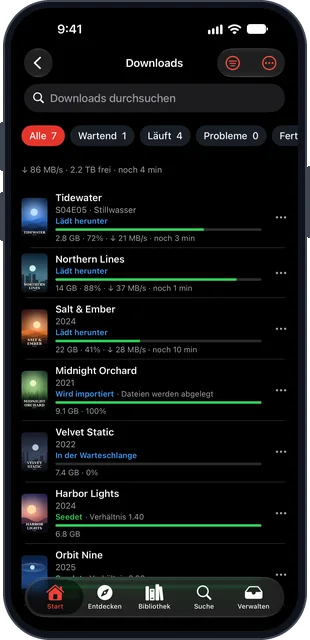 9:41
Downloads
Downloads durchsuchen
Alle 7
Wartend 1
Läuft 4
Probleme 0
Fert
↓ 86 MB/s · 2.2 TB frei · noch 4 min
TIDEWATER
Tidewater
S04E05 · Stillwasser
Lädt herunter
2.8 GB · 72% · ↓ 21 MB/s · noch 3 min
NORTHERN
LINES
Northern Lines
Lädt herunter
14 GB · 88% · ↓ 37 MB/s · noch 1 min
SALT &
EMBER
Salt & Ember
2024
Lädt herunter
22 GB · 41% · ↓ 28 MB/s · noch 10 min
MIDNIGHT
ORCHARD
Midnight Orchard
2021
Wird importiert · Dateien werden abgelegt
9.1 GB · 100%
VELVET
STATIC
Velvet Static
2022
In der Warteschlange
7.4 GB · 0%
HARBOR
LIGHTS
Harbor Lights
2024
Seedet · Verhältnis 1.40
6.8 GB
Orbit Nine
2025
Start
Entdecken
Bibliothek
Suche
Verwalten